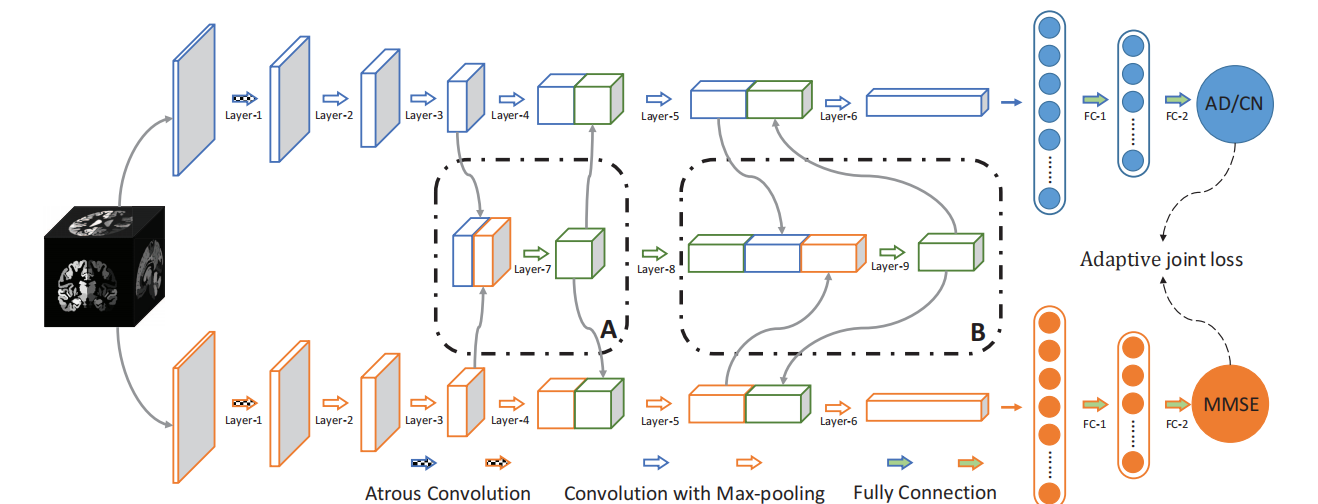 Layer-1 Layer-2 Layer-3 Layer-4 Layer-5 Layer-6 FC-1 FC-2 AD/CN
Layer-7 A Layer-8 Layer-9 B
Adaptive joint loss
Layer-1 Layer-2 Layer-3 Layer-4 Layer-5 Layer-6 FC-1 FC-2 MMSE
Atrous Convolution Convolution with Max-pooling Fully Connection